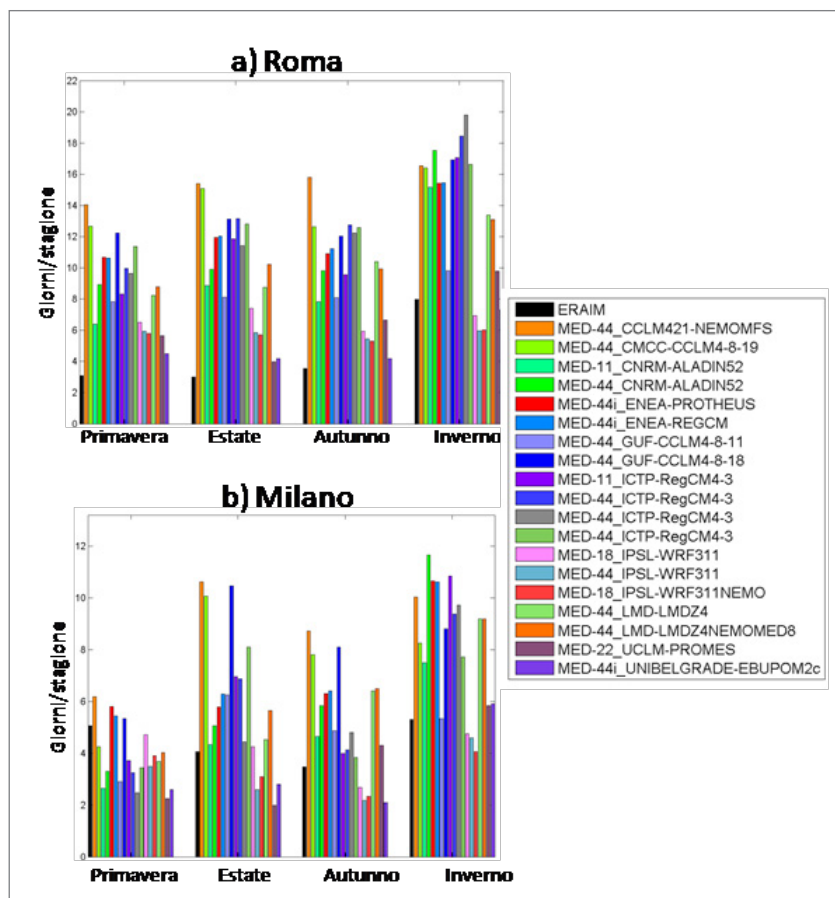 a) Roma
Giorni/stagione
22
20
18
16
14
12
10
8
6
4
2
0
Primavera Estate Autunno Inverno
ERAIM
MED-44_CCLM421-NEMOMFS
MED-44_CMCC-CCLM4-8-19
MED-11_CNRM-ALADIN52
MED-44_CNRM-ALADIN52
MED-44i_ENEA-PROTHEUS
MED-44i_ENEA-REGCM
MED-44_GUF-CCLM4-8-11
MED-44_GUF-CCLM4-8-18
MED-11_ICTP-RegCM4-3
MED-44_ICTP-RegCM4-3
MED-44_ICTP-RegCM4-3
MED-44_ICTP-RegCM4-3
MED-18_IPSL-WRF311
MED-44_IPSL-WRF311
MED-18_IPSL-WRF311NEMO
MED-44_LMD-LMDZ4
MED-44_LMD-LMDZ4NEMOMED8
MED-22_UCLM-PROMES
MED-44i_UNIBELGRADE-EBUPOM2c
b) Milano
Giorni/stagione
12
10
8
6
4
2
0
Primavera Estate Autunno Inverno